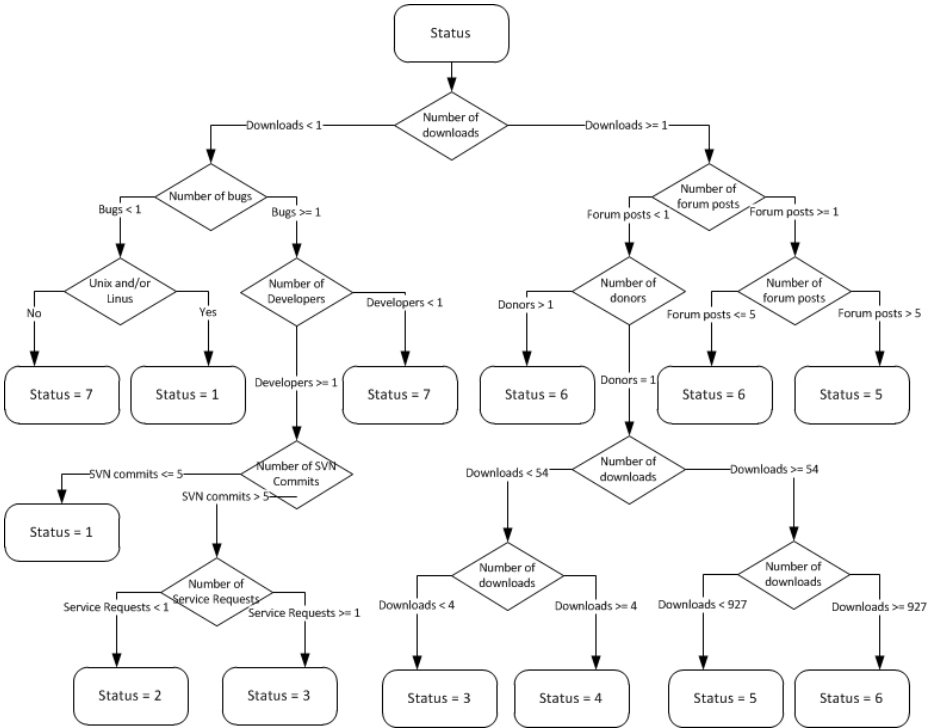 Status
Number of
downloads
Downloads < 1
Downloads >= 1
Number of bugs
Number of
forum posts
Bugs < 1
Bugs >= 1
Forum posts < 1
Forum posts >= 1
Unix and/or
Linus
Number of
Developers
Number of
donors
Number of
forum posts
No
Yes
Developers < 1
Donors > 1
Forum posts <= 5
Forum posts > 5
Status = 7
Status = 1
Developers >= 1
Status = 7
Status = 6
Donors = 1
Status = 6
Status = 5
Number of SVN
Commits
Number of
downloads
SVN commits <= 5
SVN commits > 5
Downloads < 54
Downloads >= 54
Status = 1
Number of
Service Requests
Number of
downloads
Number of
downloads
Service Requests < 1
Service Requests >= 1
Downloads < 4
Downloads >= 4
Downloads < 927
Downloads >= 927
Status = 2
Status = 3
Status = 3
Status = 4
Status = 5
Status = 6